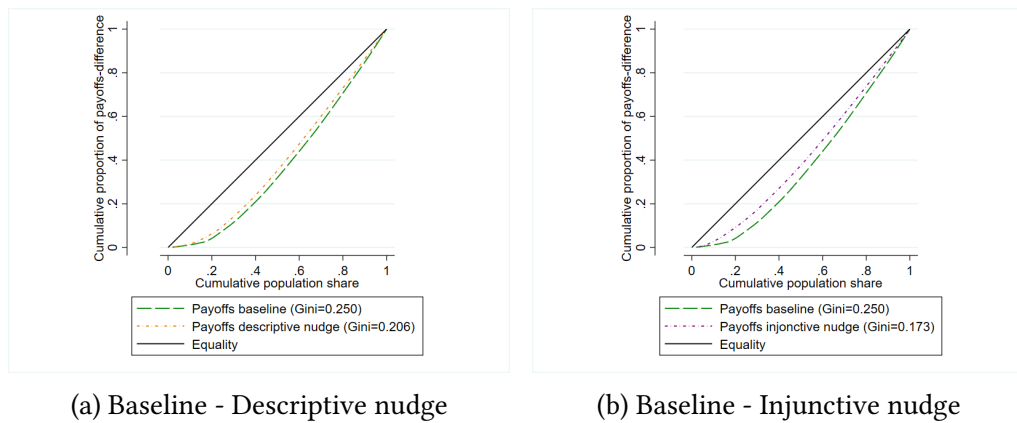 Cumulative proportion of payoffs-difference
1
.8
.6
.4
.2
0
0 .2 .4 .6 .8 1
Cumulative population share
Payoffs baseline (Gini=0.250)
Payoffs descriptive nudge (Gini=0.206)
Equality
(a) Baseline - Descriptive nudge
Cumulative proportion of payoffs-difference
1
.8
.6
.4
.2
0
0 .2 .4 .6 .8 1
Cumulative population share
Payoffs baseline (Gini=0.250)
Payoffs injonctive nudge (Gini=0.173)
Equality
(b) Baseline - Injunctive nudge